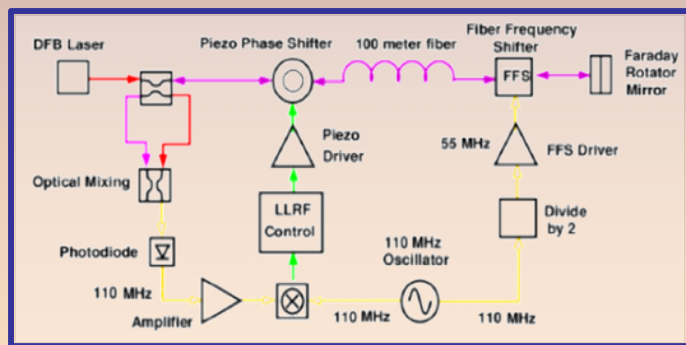 DFB Laser
Piezo Phase Shifter
100 meter fiber
Fiber Frequency
Shifter
FFS
Faraday
Rotator
Mirror
Piezo
Driver
55 MHz
FFS Driver
Optical Mixing
LLRF
Control
Divide
by 2
Photodiode
110 MHz
Oscillator
110 MHz
Amplifier
110 MHz
110 MHz